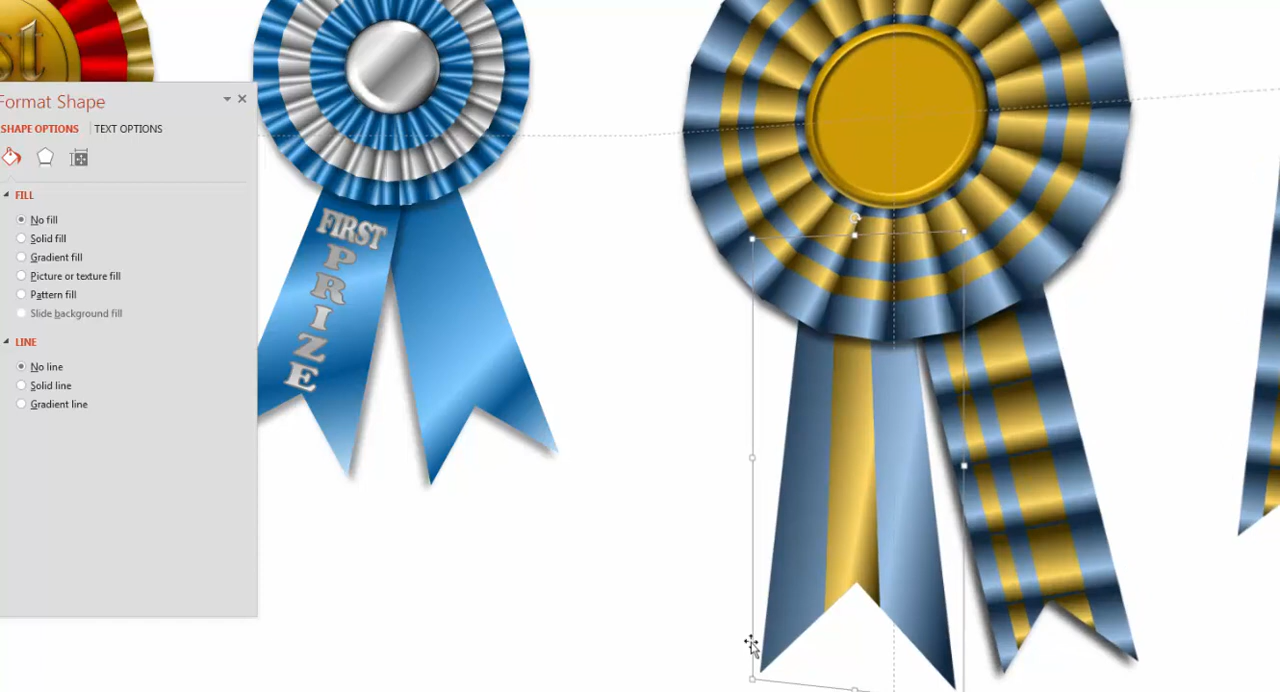 st
Format Shape
SHAPE OPTIONS
TEXT OPTIONS
FILL
No fill
Solid fill
Gradient fill
Picture or texture fill
Pattern fill
Slide background fill
LINE
No line
Solid line
Gradient line
FIRST
P
R
I
Z
E